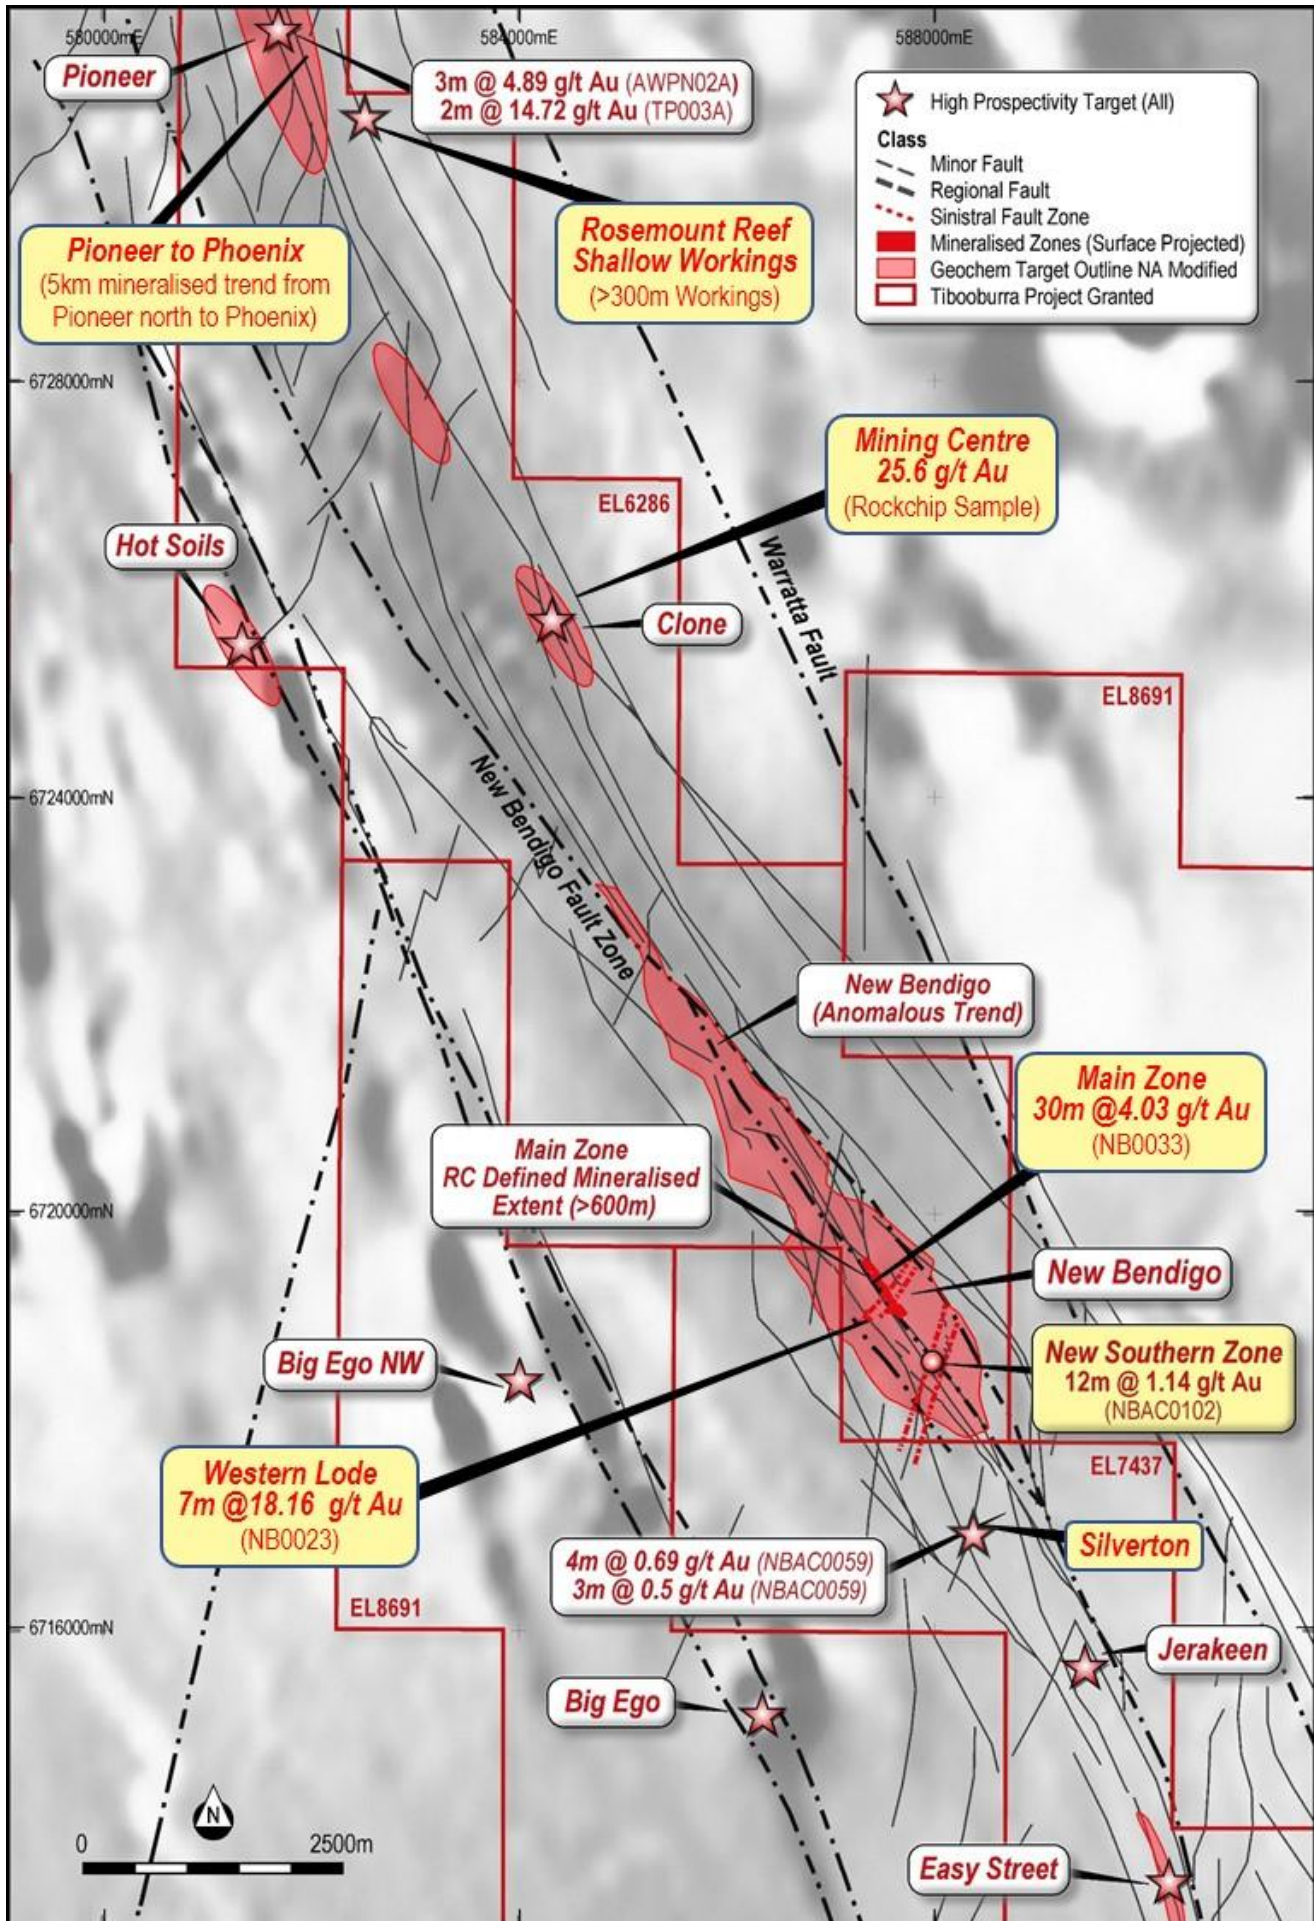 580000mE
584000mE
588000mE
Pioneer
3m @ 4.89 g/t Au (AWPN02A)
2m @ 14.72 g/t Au (TP003A)
High Prospectivity Target (All)
Class
Minor Fault
Regional Fault
Sinistral Fault Zone
Mineralised Zones (Surface Projected)
Geochem Target Outline NA Modified
Tibooburra Project Granted
Pioneer to Phoenix
(5km mineralised trend from
Pioneer north to Phoenix)
Rosemount Reef
Shallow Workings
(>300m Workings)
6728000mN
Mining Centre
25.6 g/t Au
(Rockchip Sample)
EL6286
Hot Soils
Warratta Fault
Clone
EL8691
6724000mN
New Bendigo Fault Zone
New Bendigo
(Anomalous Trend)
Main Zone
30m @4.03 g/t Au
(NB0033)
Main Zone
RC Defined Mineralised
Extent (>600m)
6720000mN
New Bendigo
Big Ego NW
New Southern Zone
12m @ 1.14 g/t Au
(NBAC0102)
Western Lode
7m @18.16 g/t Au
(NB0023)
EL7437
4m @ 0.69 g/t Au (NBAC0059)
3m @ 0.5 g/t Au (NBAC0059)
Silverton
EL8691
6716000mN
Jerakeen
Big Ego
N
0
2500m
Easy Street